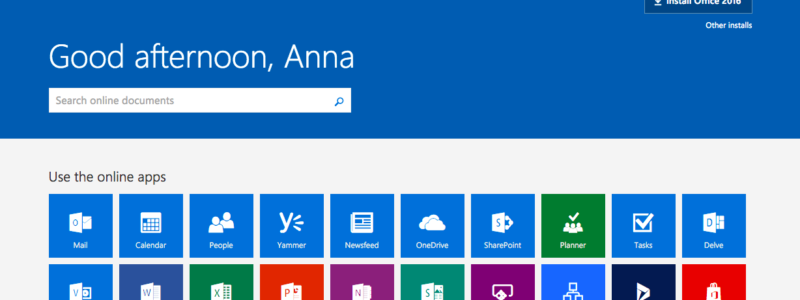 Install Office 2016
Other installs
Good afternoon, Anna
Search online documents
Use the online apps
Mail
Calendar
People
Yammer
Newsfeed
OneDrive
SharePoint
Planner
Tasks
Delve